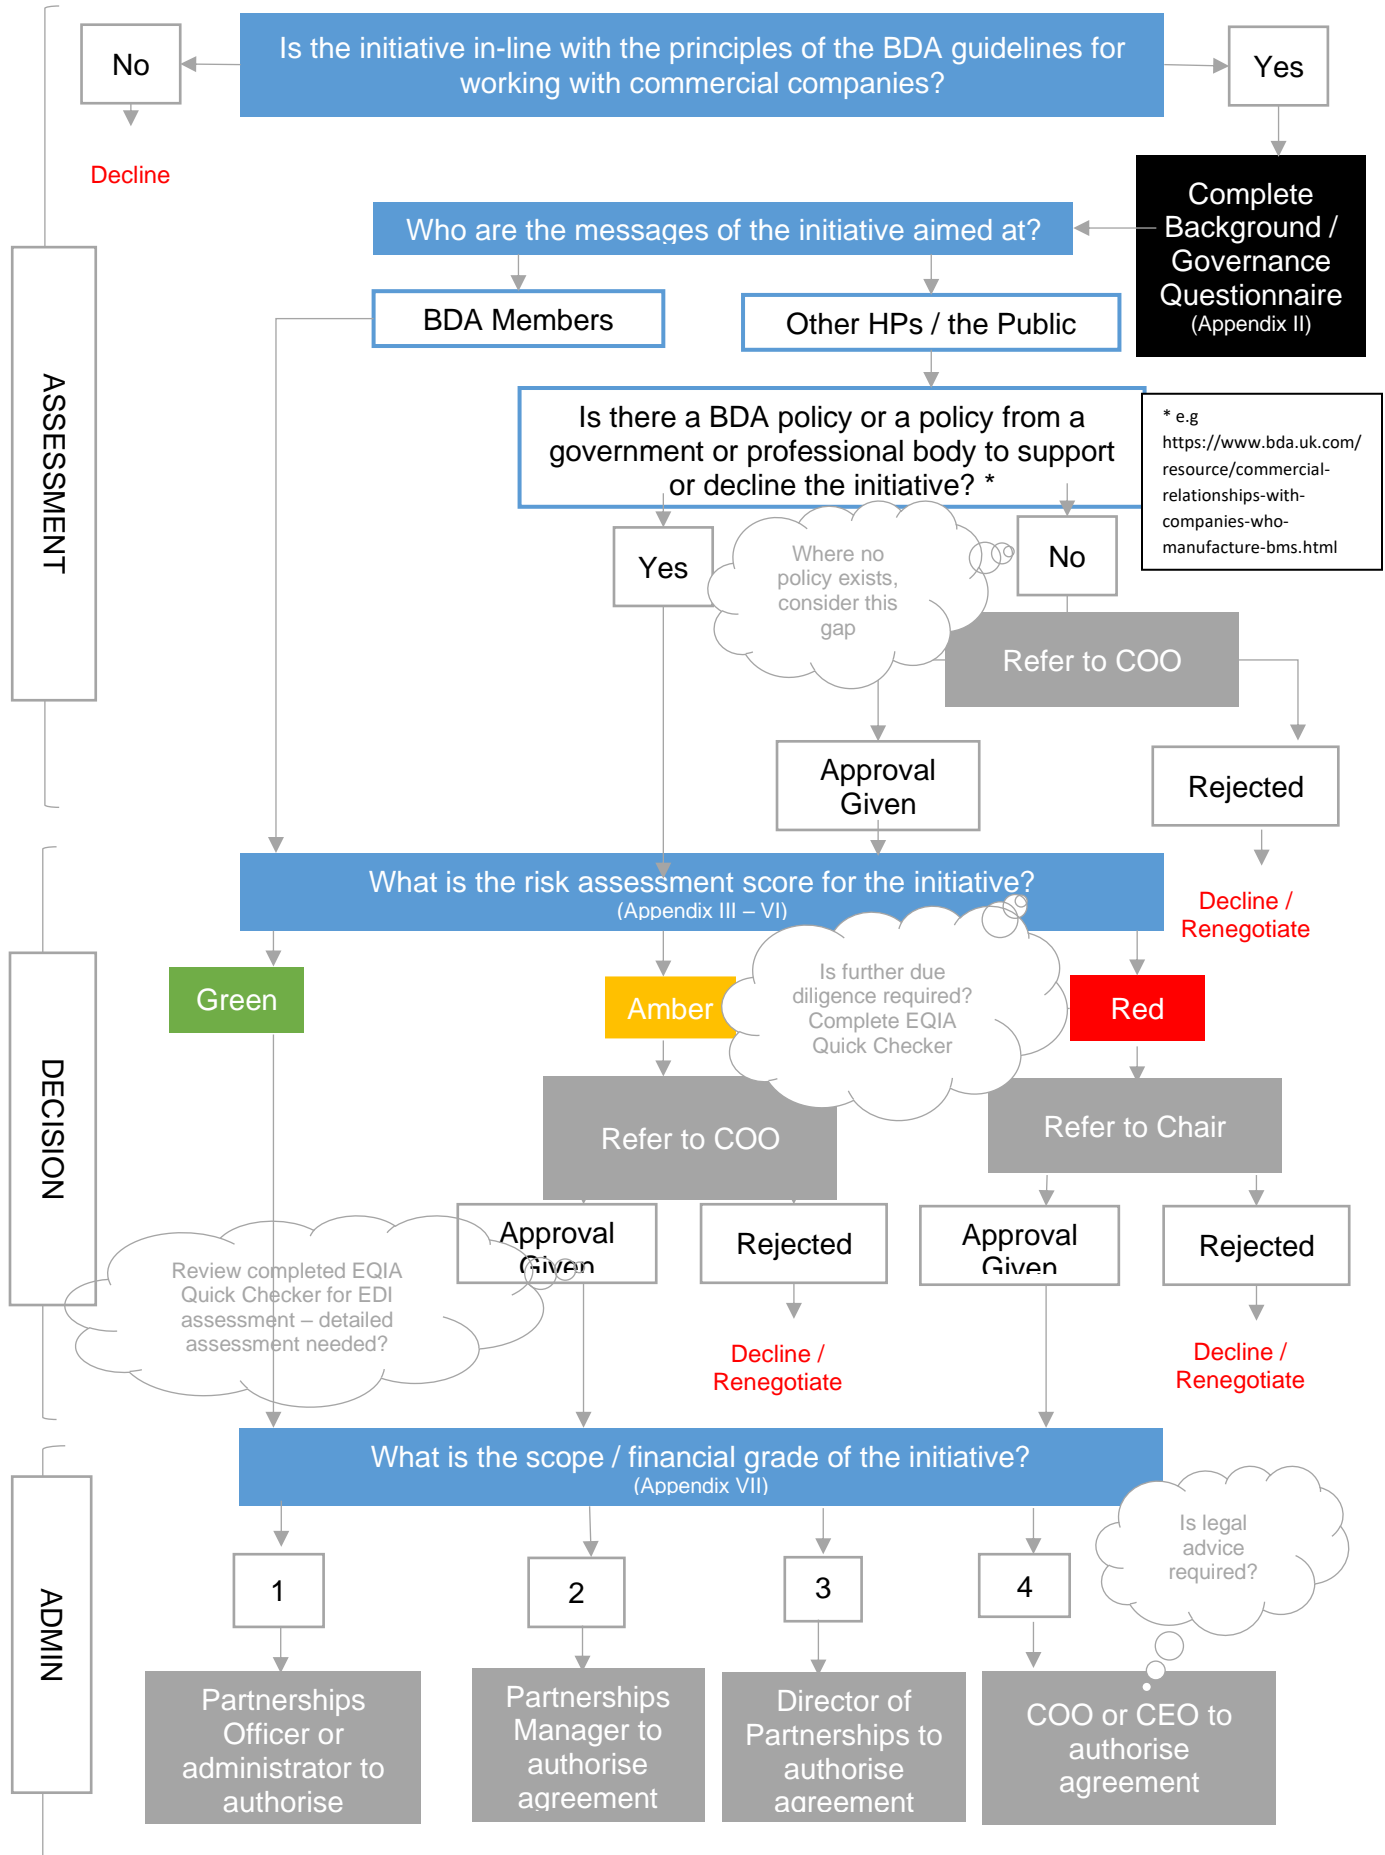 Is the initiative in-line with the principles of the BDA guidelines for
working with commercial companies?
No
Yes
Decline
Complete
Background /
Governance
Questionnaire
(Appendix II)
Who are the messages of the initiative aimed at?
BDA Members
Other HPs / the Public
ASSESSMENT
Is there a BDA policy or a policy from a
government or professional body to support
or decline the initiative? *
* e.g
https://www.bda.uk.com/
resource/commercial-
relationships-with-
companies-who-
manufacture-bms.html
Yes
Where no
policy exists,
consider this
gap
No
Refer to COO
Approval
Given
Rejected
Decline /
Renegotiate
What is the risk assessment score for the initiative?
(Appendix III – VI)
DECISION
Green
Amber
Is further due
diligence required?
Complete EQIA
Quick Checker
Red
Refer to COO
Refer to Chair
Approval
Given
Rejected
Approval
Given
Rejected
Review completed EQIA
Quick Checker for EDI
assessment – detailed
assessment needed?
Decline /
Renegotiate
Decline /
Renegotiate
ADMIN
What is the scope / financial grade of the initiative?
(Appendix VII)
Is legal
advice
required?
1
2
3
4
Partnerships
Officer or
administrator to
authorise
Partnerships
Manager to
authorise
agreement
Director of
Partnerships to
authorise
agreement
COO or CEO to
authorise
agreement